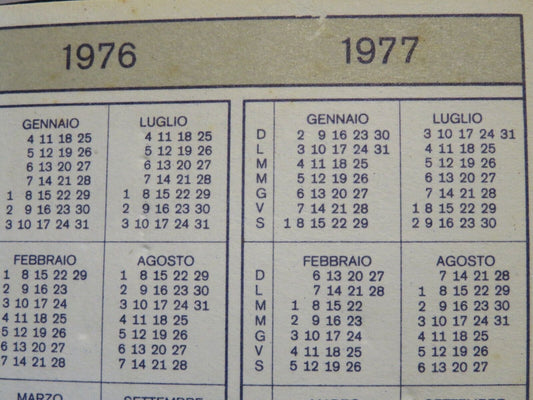 1976
1977
GENNAIO
4 11 18 25
5 12 19 26
6 13 20 27
7 14 21 28
1 8 15 22 29
2 9 16 23 30
3 10 17 24 31
LUGLIO
4 11 18 25
5 12 19 26
6 13 20 27
7 14 21 28
1 8 15 22 29
2 9 16 23 30
3 10 17 24 31
GENNAIO
D 2 9 16 23 30
L 3 10 17 24 31
M 4 11 18 25
M 5 12 19 26
G 6 13 20 27
V 7 14 21 28
S 1 8 15 22 29
LUGLIO
3 10 17 24 31
4 11 18 25
5 12 19 26
6 13 20 27
7 14 21 28
1 8 15 22 29
2 9 16 23 30
FEBBRAIO
1 8 15 22 29
2 9 16 23
3 10 17 24
4 11 18 25
5 12 19 26
6 13 20 27
7 14 21 28
AGOSTO
1 8 15 22 29
2 9 16 23 30
3 10 17 24 31
4 11 18 25
5 12 19 26
6 13 20 27
7 14 21 28
FEBBRAIO
D 6 13 20 27
L 7 14 21 28
M 1 8 15 22
M 2 9 16 23
G 3 10 17 24
V 4 11 18 25
S 5 12 19 26
AGOSTO
7 14 21 28
1 8 15 22 29
2 9 16 23 30
3 10 17 24 31
4 11 18 25
5 12 19 26
6 13 20 27
MARZO
SETTEMBRE